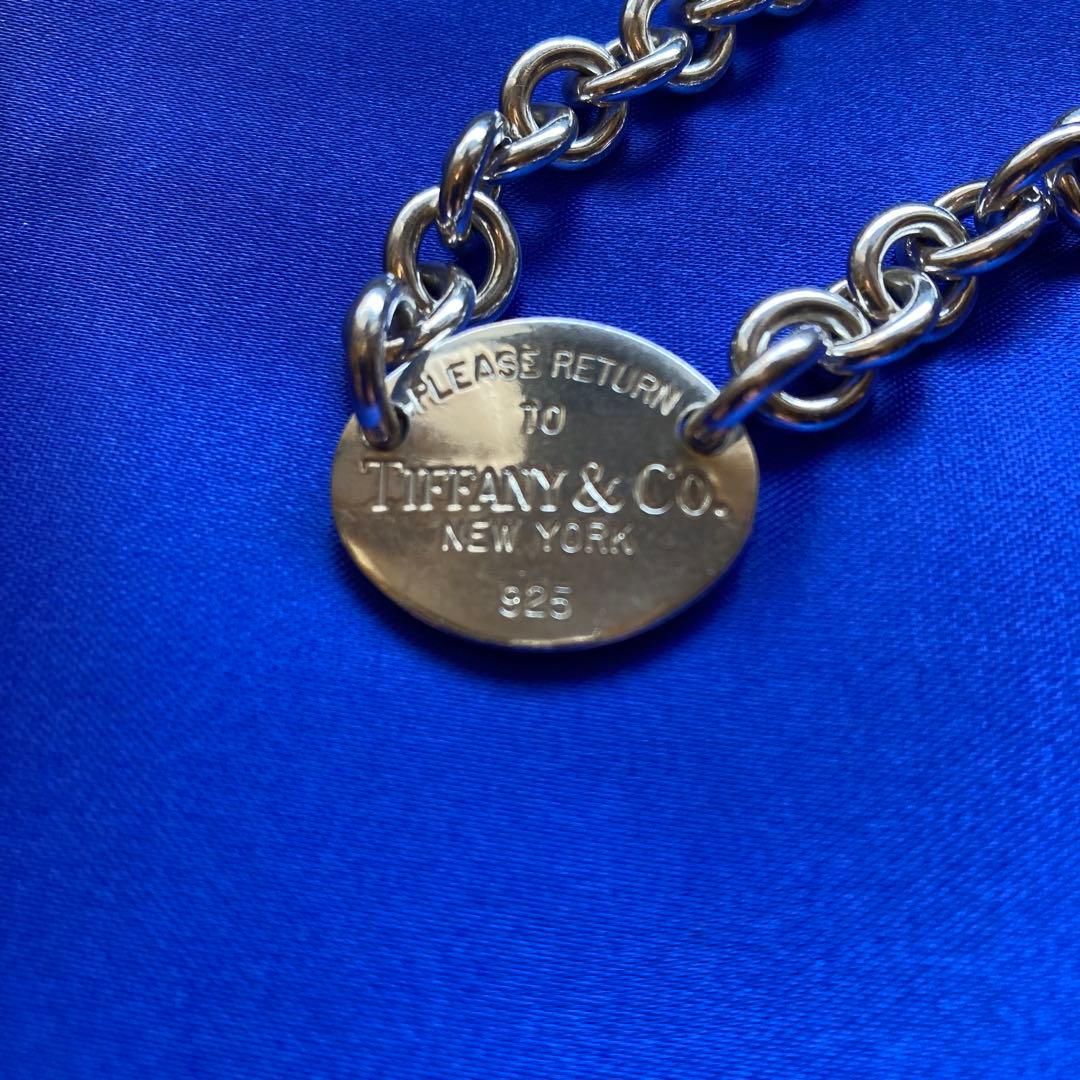 PLEASE RETURN
TO
TIFFANY & CO.
NEW YORK
925